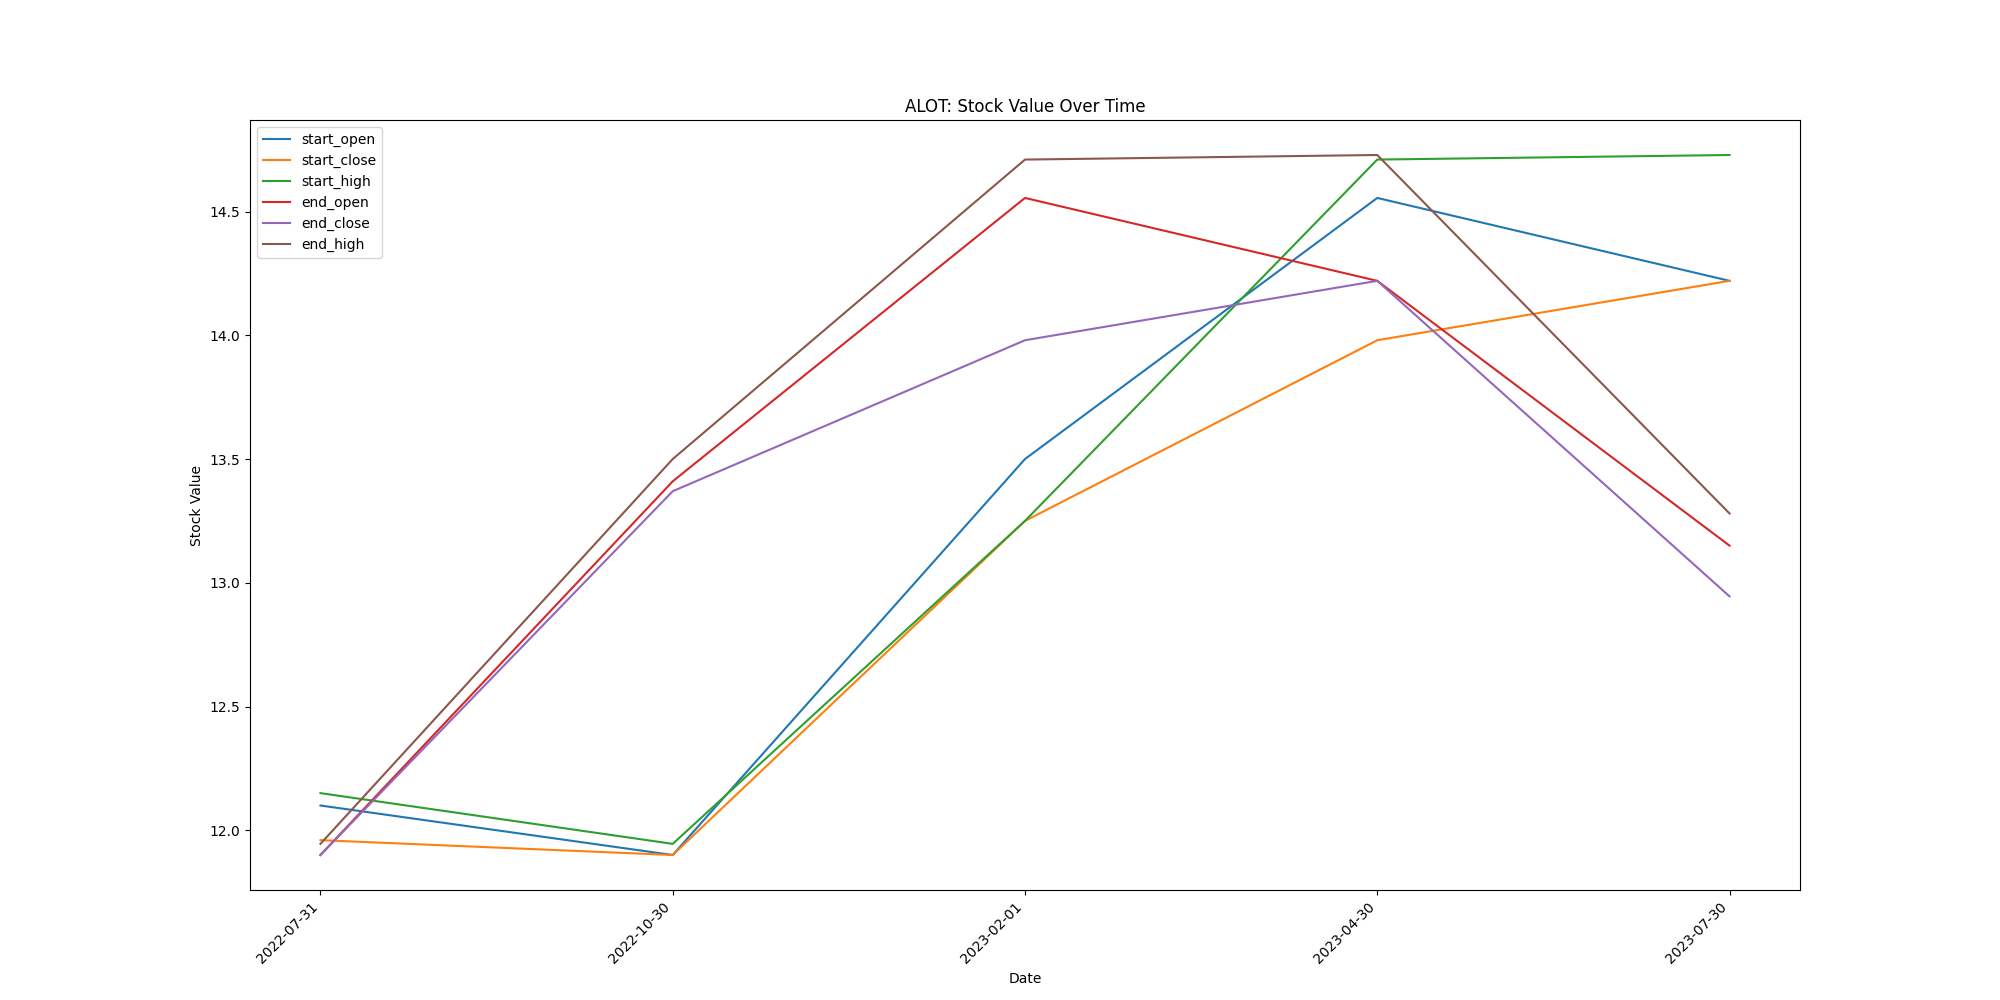 ALOT: Stock Value Over Time
start_open
start_close
start_high
end_open
end_close
end_high
Stock Value
14.5
14.0
13.5
13.0
12.5
12.0
2022-07-31
2022-10-30
2023-02-01
2023-04-30
2023-07-30
Date